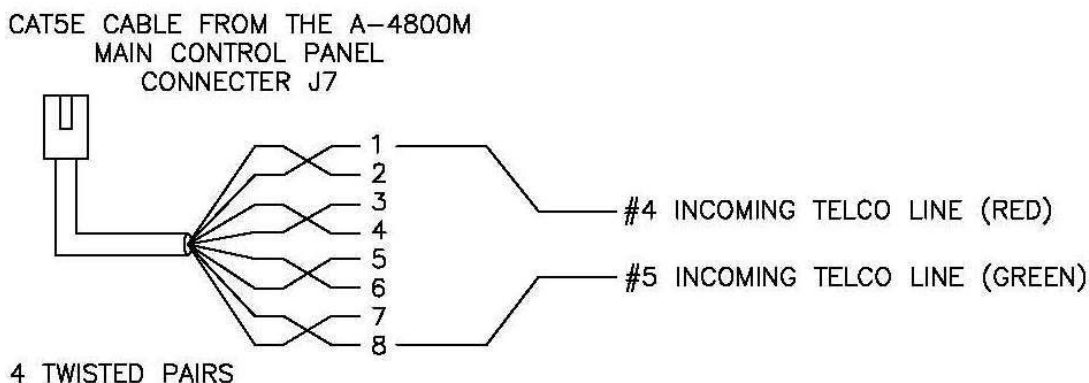 CAT5E CABLE FROM THE A-4800M
MAIN CONTROL PANEL
CONNECTER J7
1
2
3
4
5
6
7
8
#4 INCOMING TELCO LINE (RED)
#5 INCOMING TELCO LINE (GREEN)
4 TWISTED PAIRS